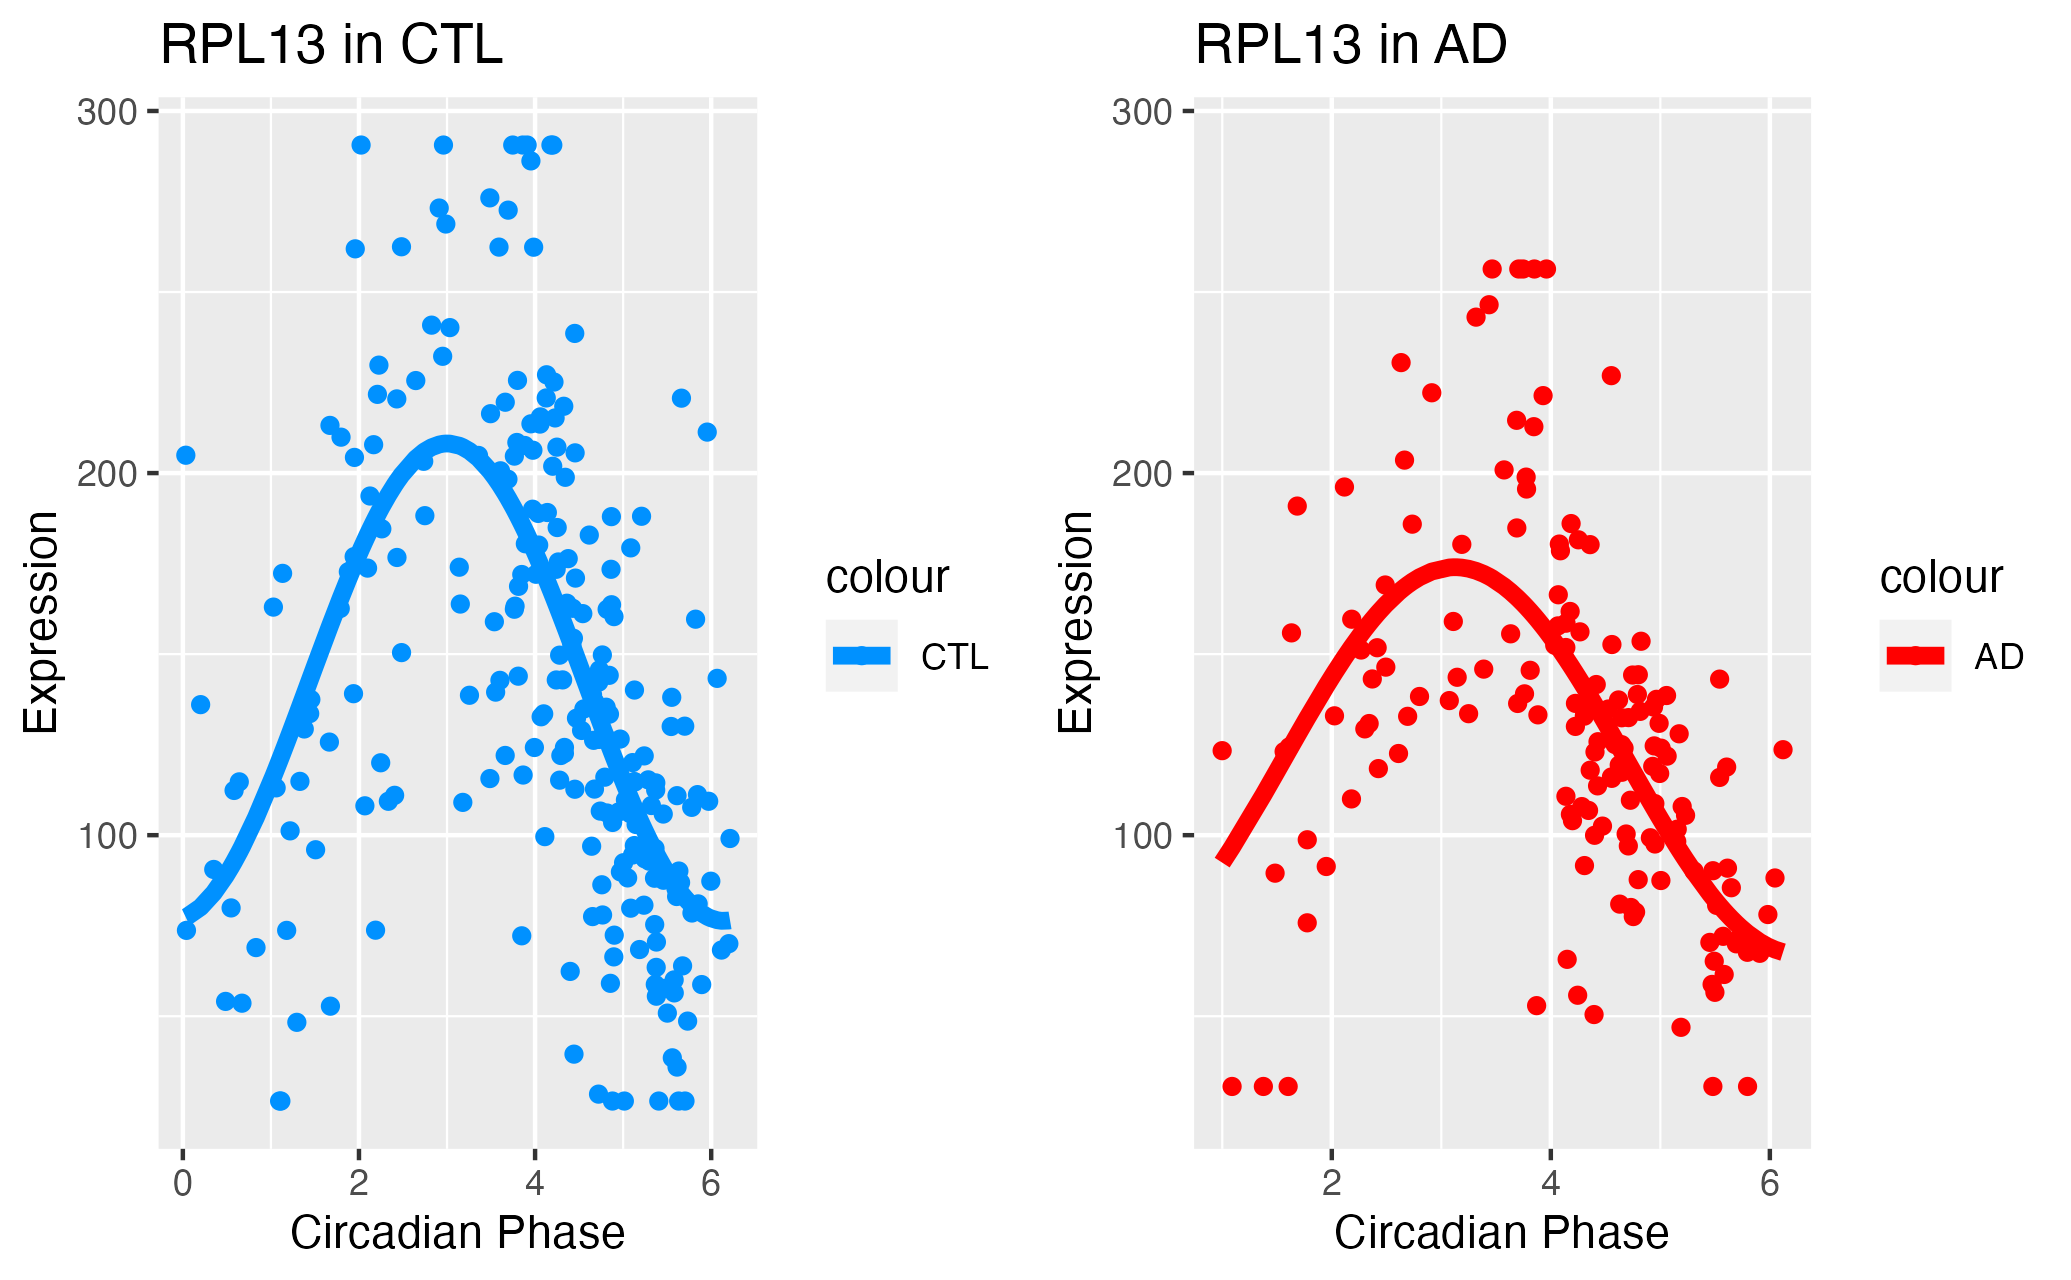 RPL13 in CTL
300
200
100
Expression
0 2 4 6
Circadian Phase
colour
CTL
RPL13 in AD
300
200
100
Expression
2 4 6
Circadian Phase
colour
AD